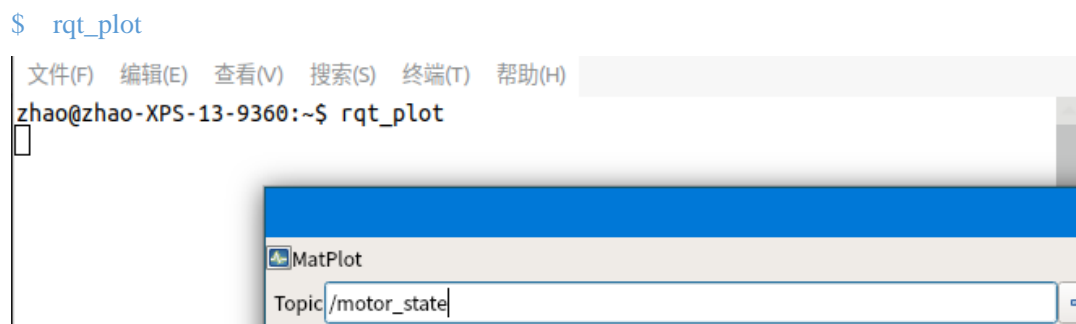 $ rqt_plot
文件(F) 编辑(E) 查看(V) 搜索(S) 终端(T) 帮助(H)
zhao@zhao-XPS-13-9360:~$ rqt_plot
MatPlot
Topic /motor_state